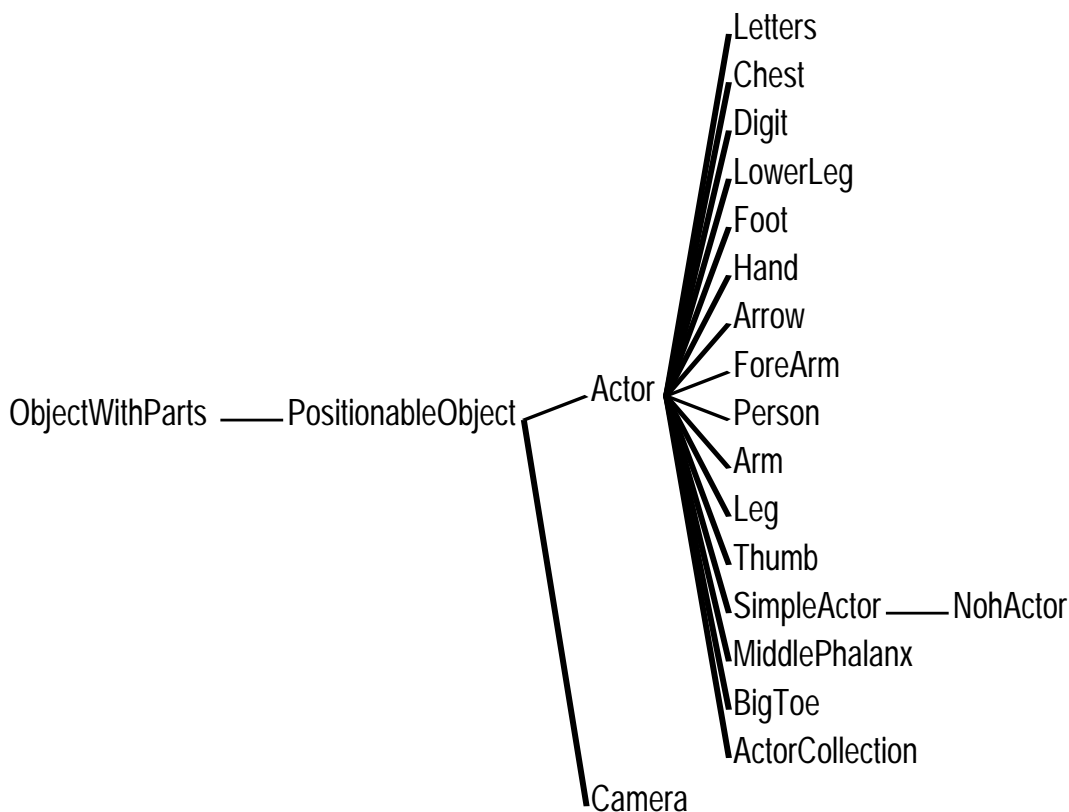 Letters
Chest
Digit
LowerLeg
Foot
Hand
Arrow
ForeArm
Actor
ObjectWithParts
PositionableObject
Person
Arm
Leg
Thumb
SimpleActor
NohActor
MiddlePhalanx
BigToe
ActorCollection
Camera